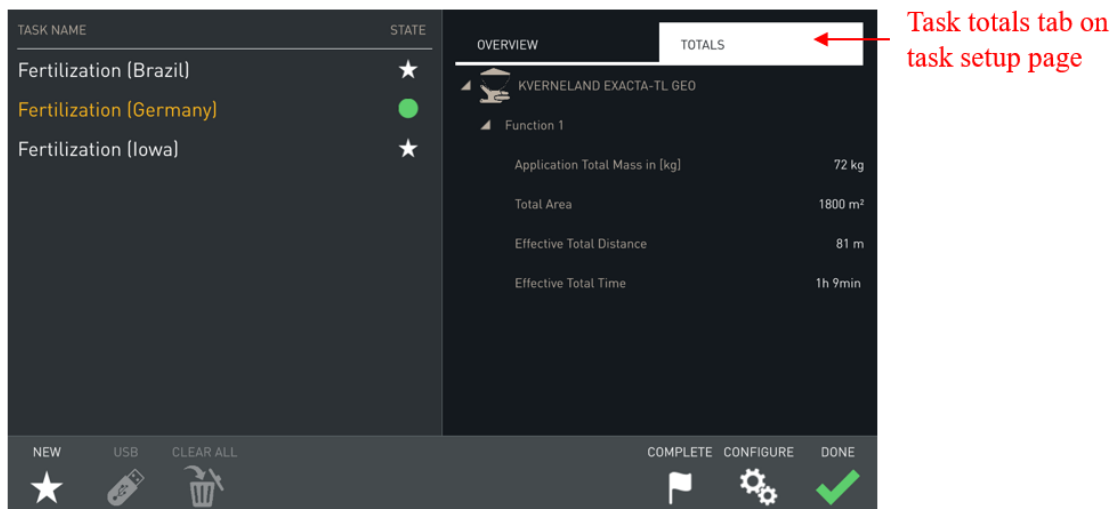 TASK NAME STATE
Fertilization (Brazil)
Fertilization (Germany)
Fertilization (Iowa)
OVERVIEW TOTALS
KVERNELAND EXACTA-TL GEO
Function 1
Application Total Mass in [kg] 72 kg
Total Area 1800 m²
Effective Total Distance 81 m
Effective Total Time 1h 9min
Task totals tab on
task setup page
NEW USB CLEAR ALL COMPLETE CONFIGURE DONE